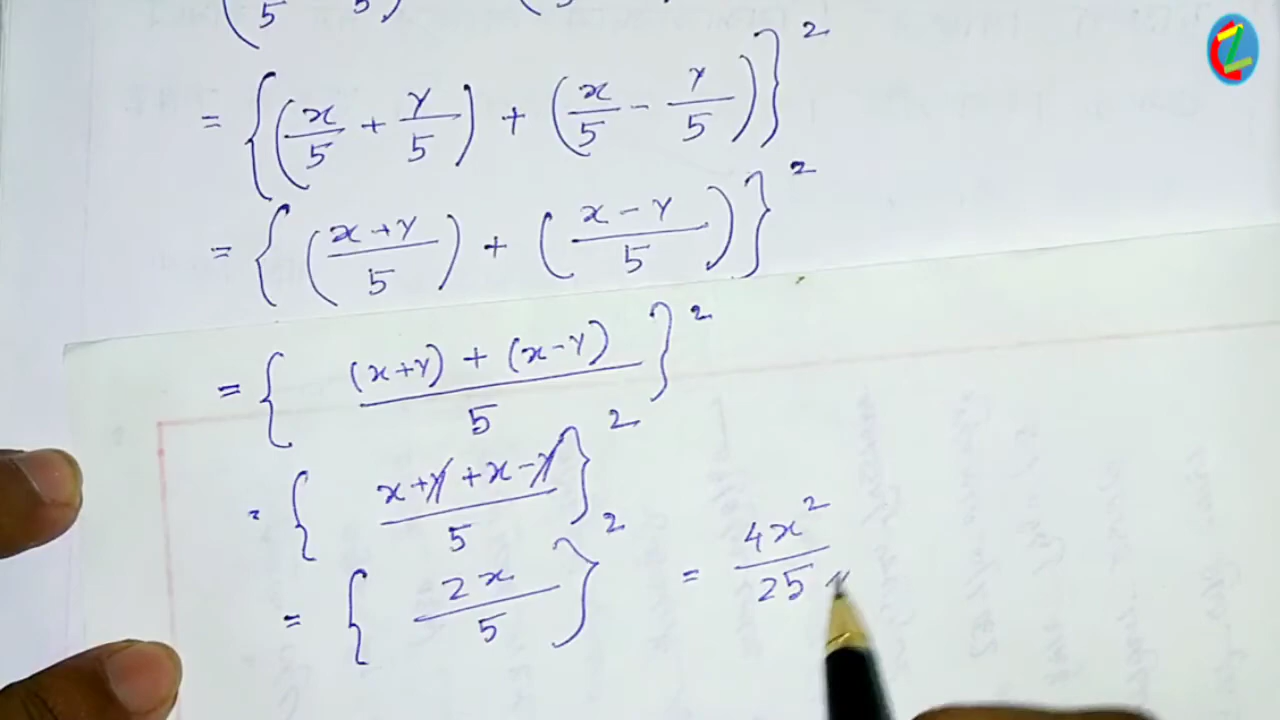 = {(x/5 + y/5) + (x/5 - y/5)}²
= {((x+y)/5) + ((x-y)/5)}²
= {((x+y) + (x-y))/5}²
= {(x+y+x-y)/5}²
= {2x/5}² = 4x²/25